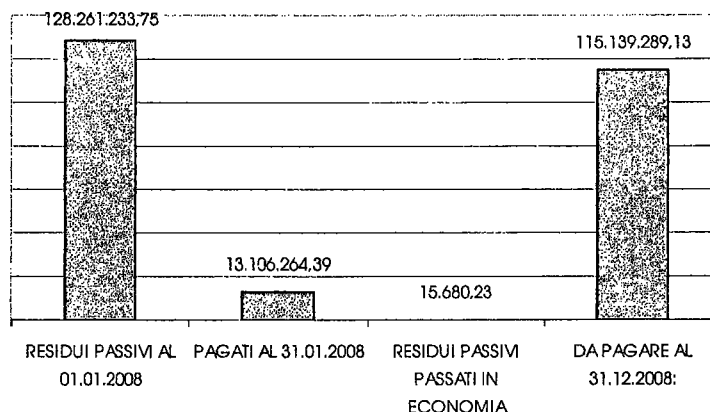 128.261.233,75
115.139.289,13
13.106.264,39
15.680,23
RESIDUI PASSIVI AL
01.01.2008
PAGATI AL 31.01.2008
RESIDUI PASSIVI
PASSATI IN
ECONOMIA
DA PAGARE AL
31.12.2008: